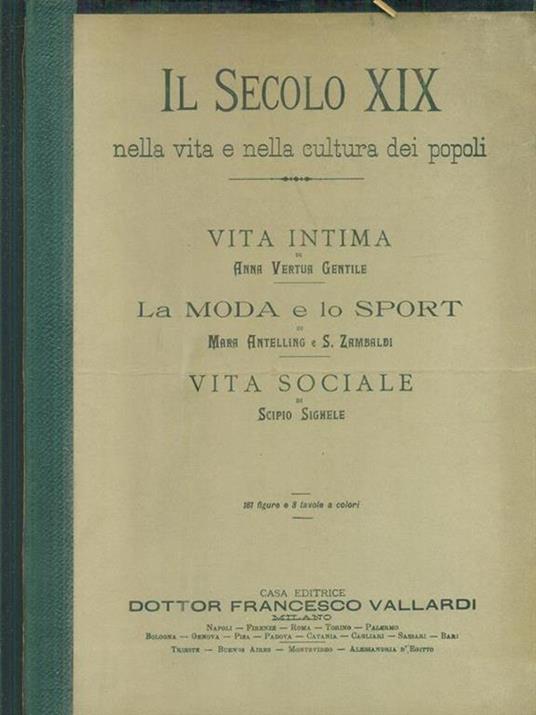 IL SECOLO XIX
nella vita e nella cultura dei popoli
VITA INTIMA
DI
ANNA VERTUA GENTILE
LA MODA e lo SPORT
DI
MARA ANTELLING e S. ZAMBALDI
VITA SOCIALE
DI
SCIPIO SIGHELE
161 figure e 8 tavole a colori
CASA EDITRICE
DOTTOR FRANCESCO VALLARDI
MILANO
NAPOLI — FIRENZE — ROMA — TORINO — PALERMO
BOLOGNA — GENOVA — PISA — PADOVA — CATANIA — CAGLIARI — SASSARI — BARI
TRIESTE — BUENOS AIRES — MONTEVIDEO — ALESSANDRIA D'EGITTO